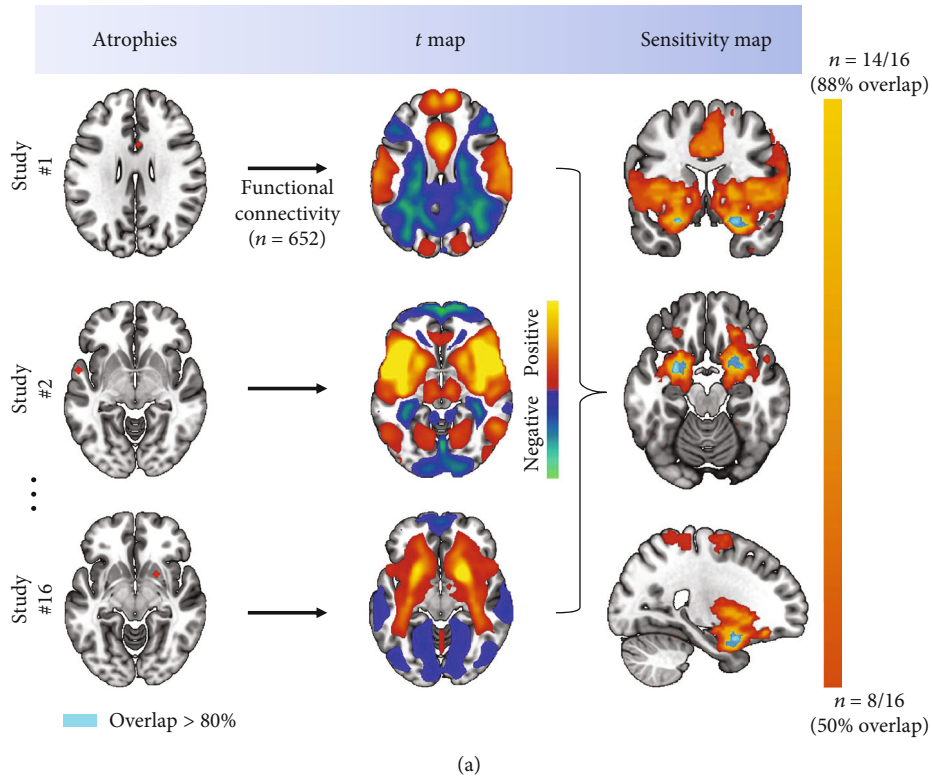 Atrophies
t map
Sensitivity map
n = 14/16
(88% overlap)
Study
#1
Functional
connectivity
(n = 652)
Study
#2
Positive
Negative
Study
#16
Overlap > 80%
n = 8/16
(50% overlap)
(a)